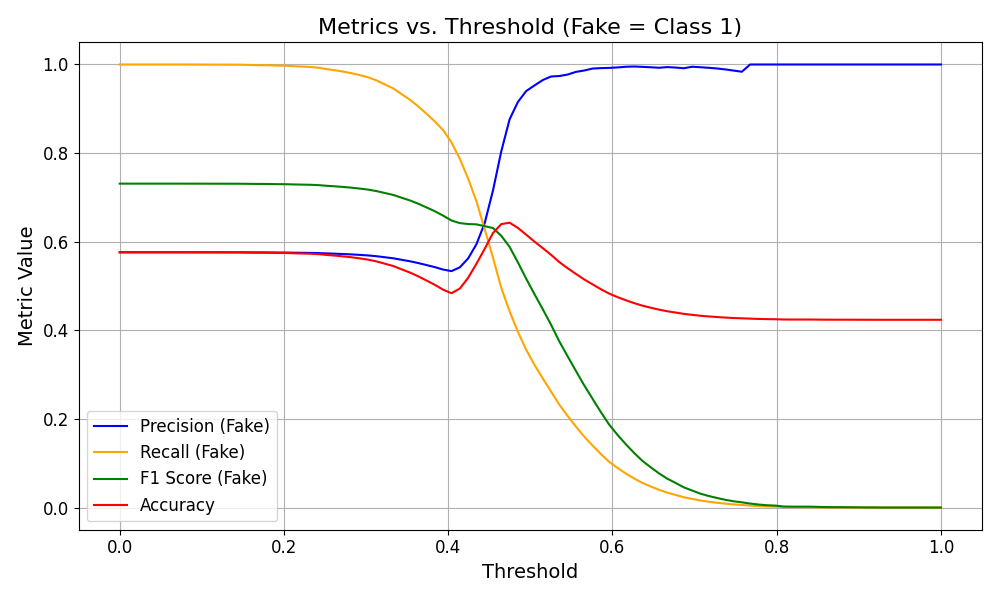 Metrics vs. Threshold (Fake = Class 1)
Metric Value
1.0
0.8
0.6
0.4
0.2
0.0
Precision (Fake)
Recall (Fake)
F1 Score (Fake)
Accuracy
0.0 0.2 0.4 0.6 0.8 1.0
Threshold